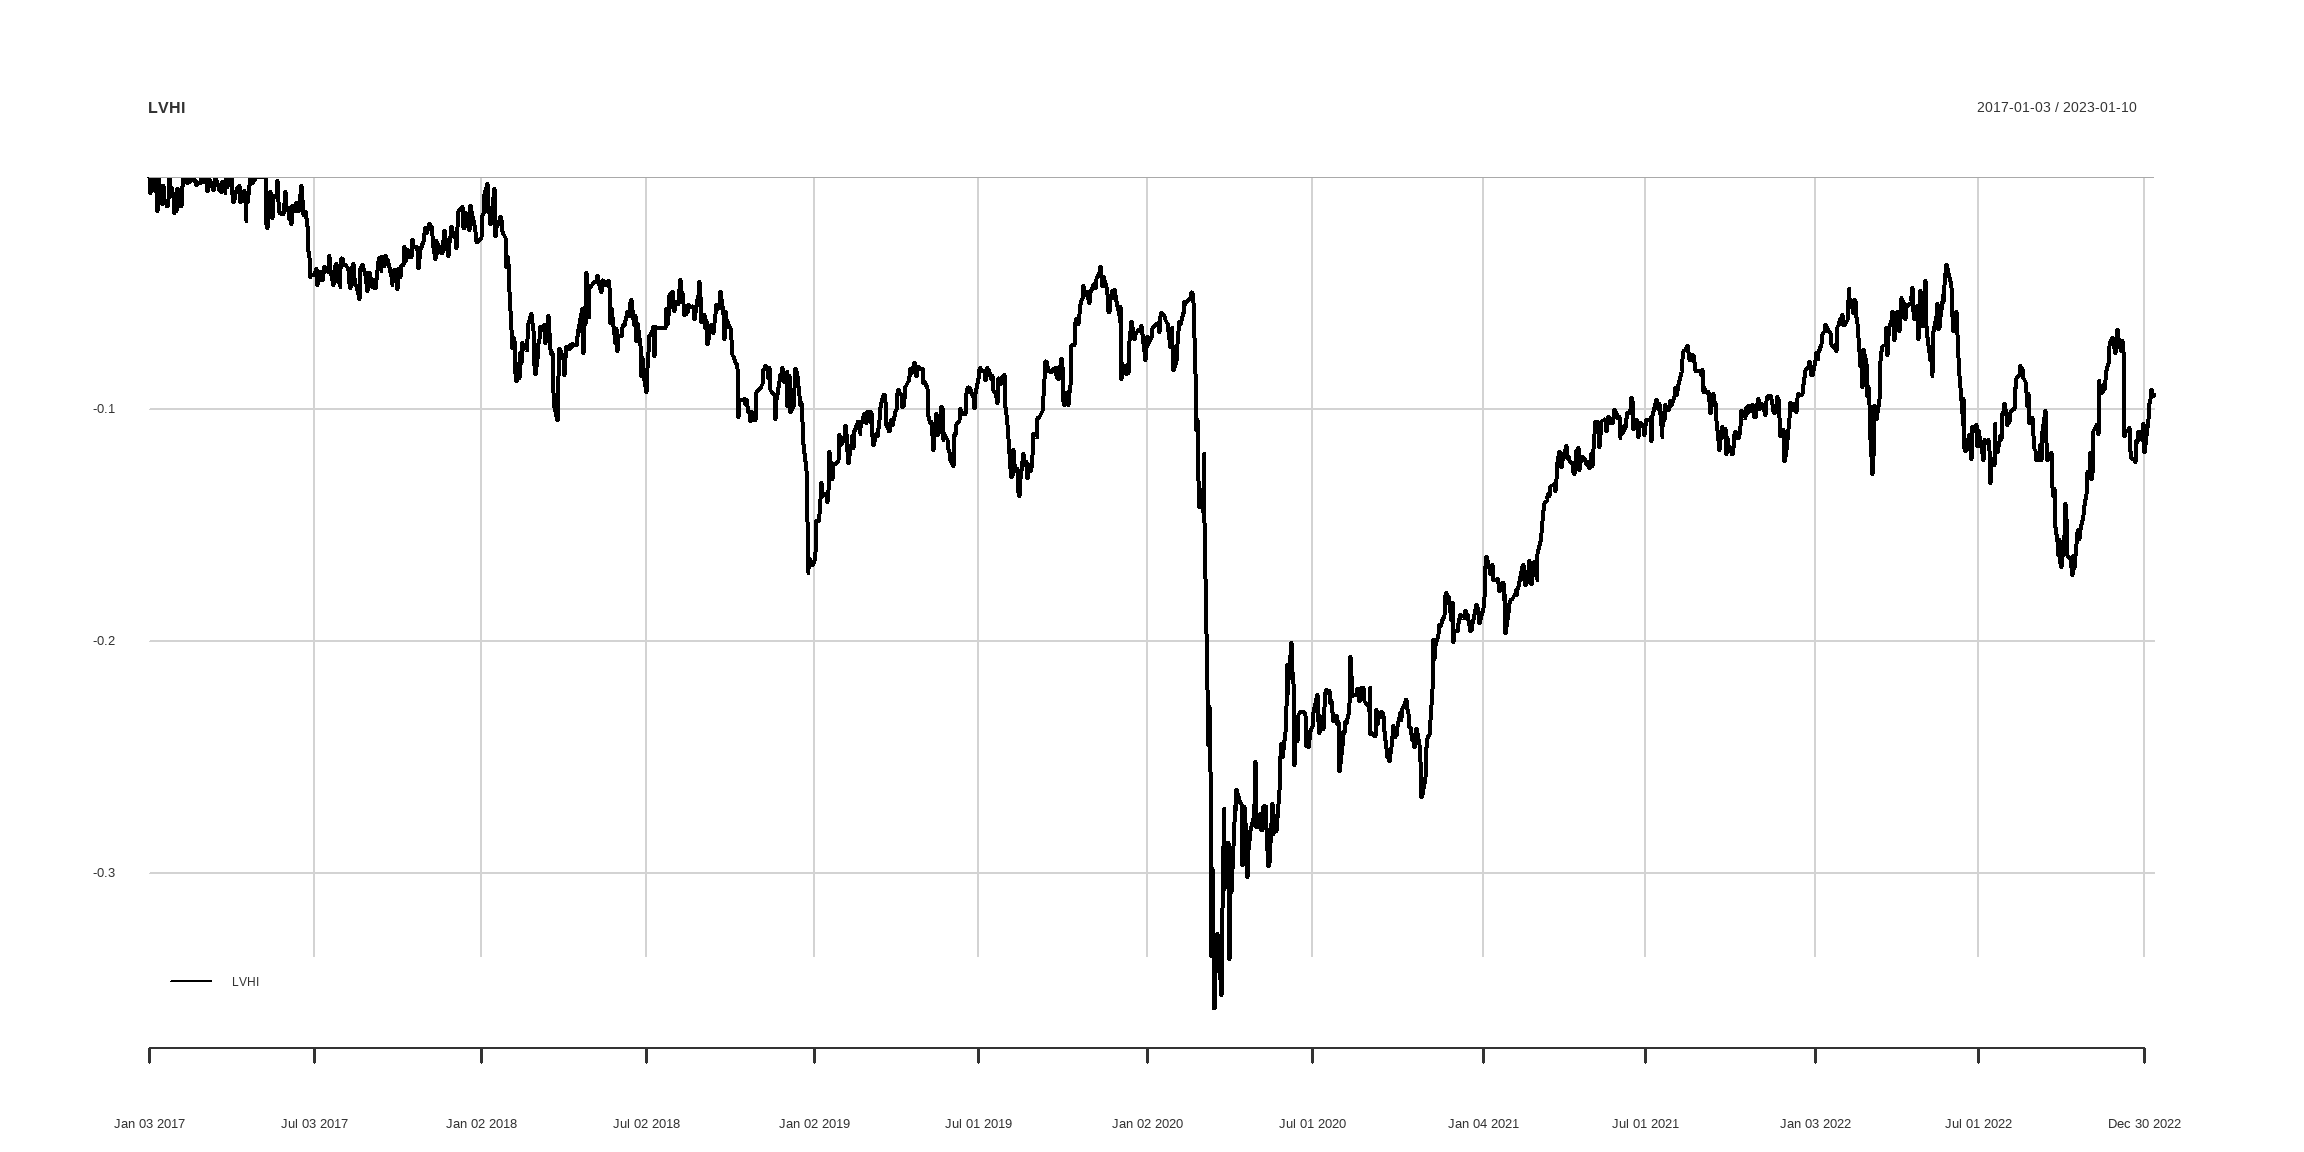 LVHI
2017-01-03 / 2023-01-10
-0.1
-0.2
-0.3
LVHI
Jan 03 2017
Jul 03 2017
Jan 02 2018
Jul 02 2018
Jan 02 2019
Jul 01 2019
Jan 02 2020
Jul 01 2020
Jan 04 2021
Jul 01 2021
Jan 03 2022
Jul 01 2022
Dec 30 2022